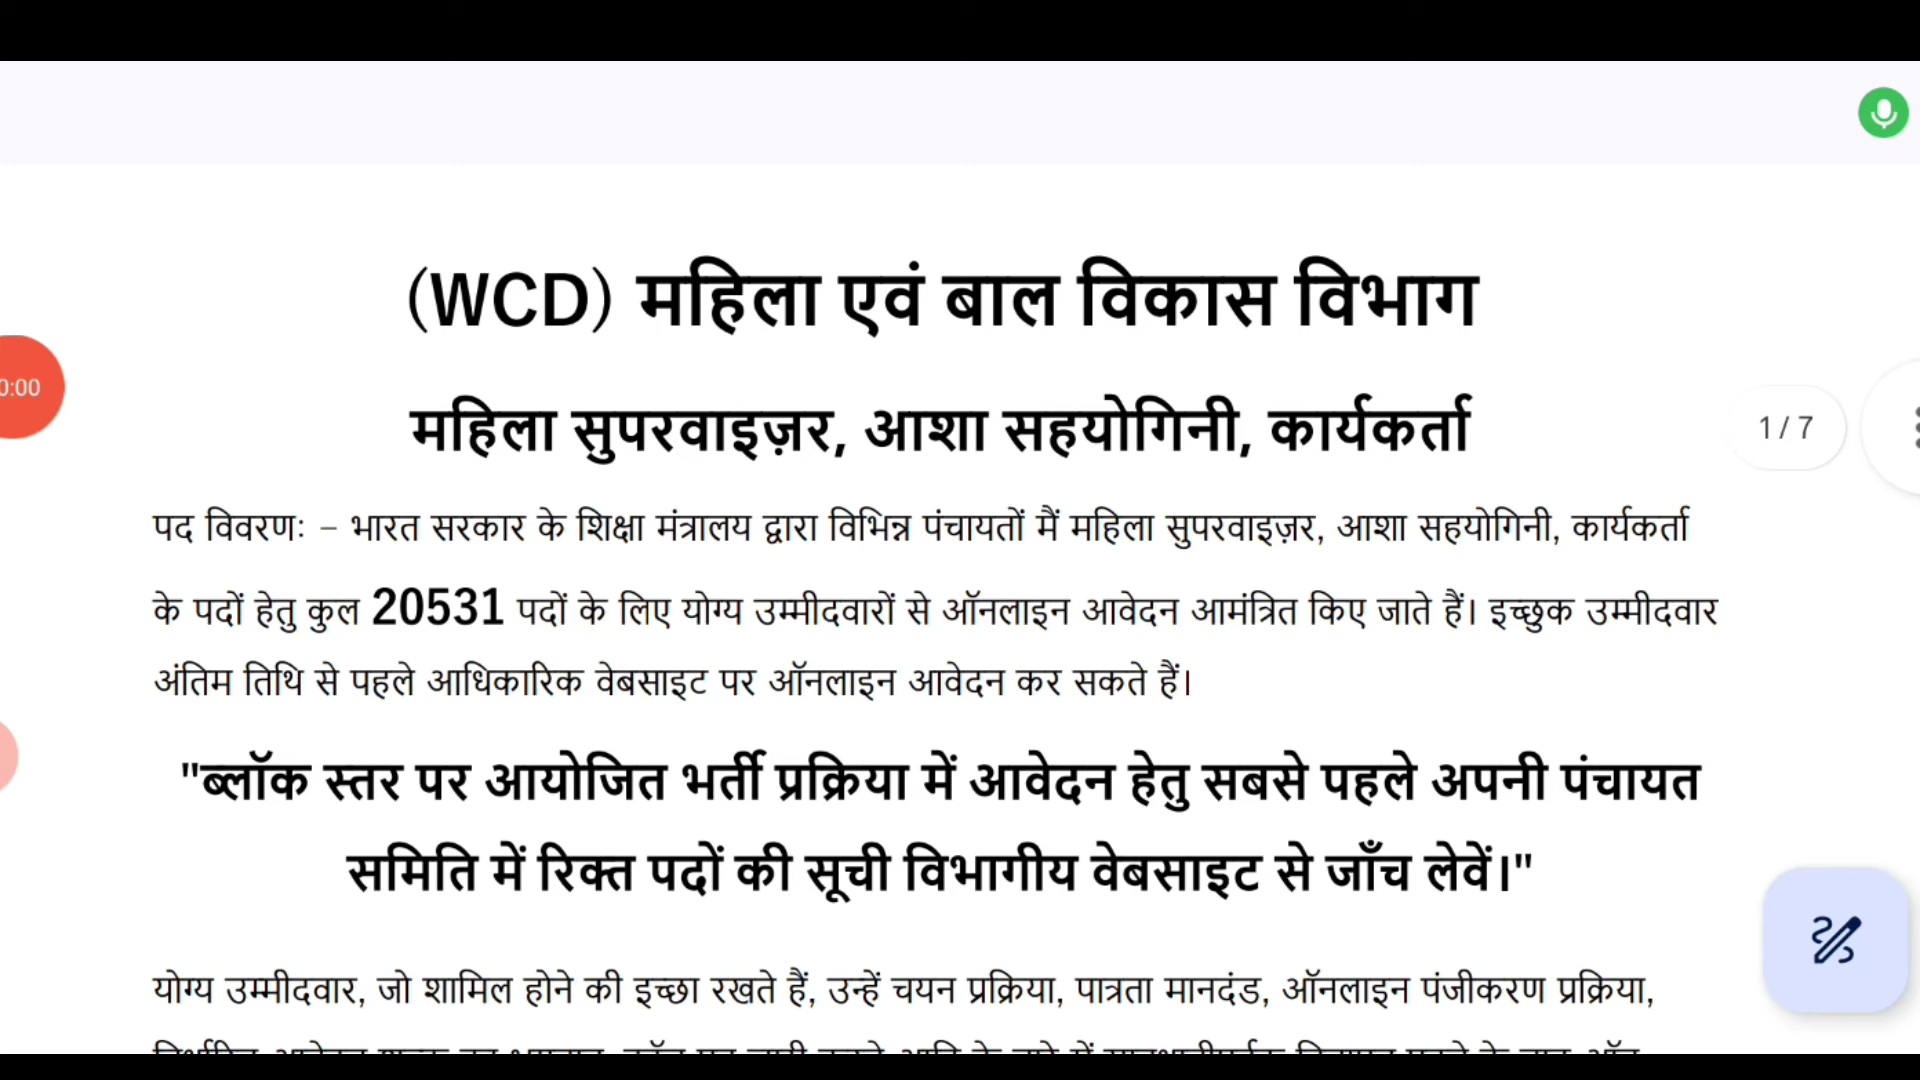 (WCD) महिला एवं बाल विकास विभाग
महिला सुपरवाइज़र, आशा सहयोगिनी, कार्यकर्ता
0:00
1 / 7
पद विवरणः – भारत सरकार के शिक्षा मंत्रालय द्वारा विभिन्न पंचायतों मैं महिला सुपरवाइज़र, आशा सहयोगिनी, कार्यकर्ता
के पदों हेतु कुल 20531 पदों के लिए योग्य उम्मीदवारों से ऑनलाइन आवेदन आमंत्रित किए जाते हैं। इच्छुक उम्मीदवार
अंतिम तिथि से पहले आधिकारिक वेबसाइट पर ऑनलाइन आवेदन कर सकते हैं।
"ब्लॉक स्तर पर आयोजित भर्ती प्रक्रिया में आवेदन हेतु सबसे पहले अपनी पंचायत
समिति में रिक्त पदों की सूची विभागीय वेबसाइट से जाँच लेवें।"
योग्य उम्मीदवार, जो शामिल होने की इच्छा रखते हैं, उन्हें चयन प्रक्रिया, पात्रता मानदंड, ऑनलाइन पंजीकरण प्रक्रिया,